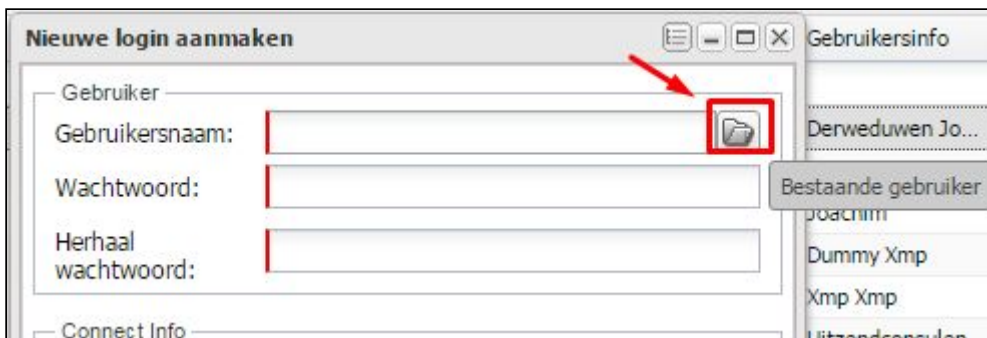 Nieuwe login aanmaken
Gebruikersinfo
Gebruiker
Gebruikersnaam:
Derweduwen Jo...
Wachtwoord:
Bestaande gebruiker
Joachim
Herhaal
wachtwoord:
Dummy Xmp
Xmp Xmp
Connect Info
Uitzendconsulen